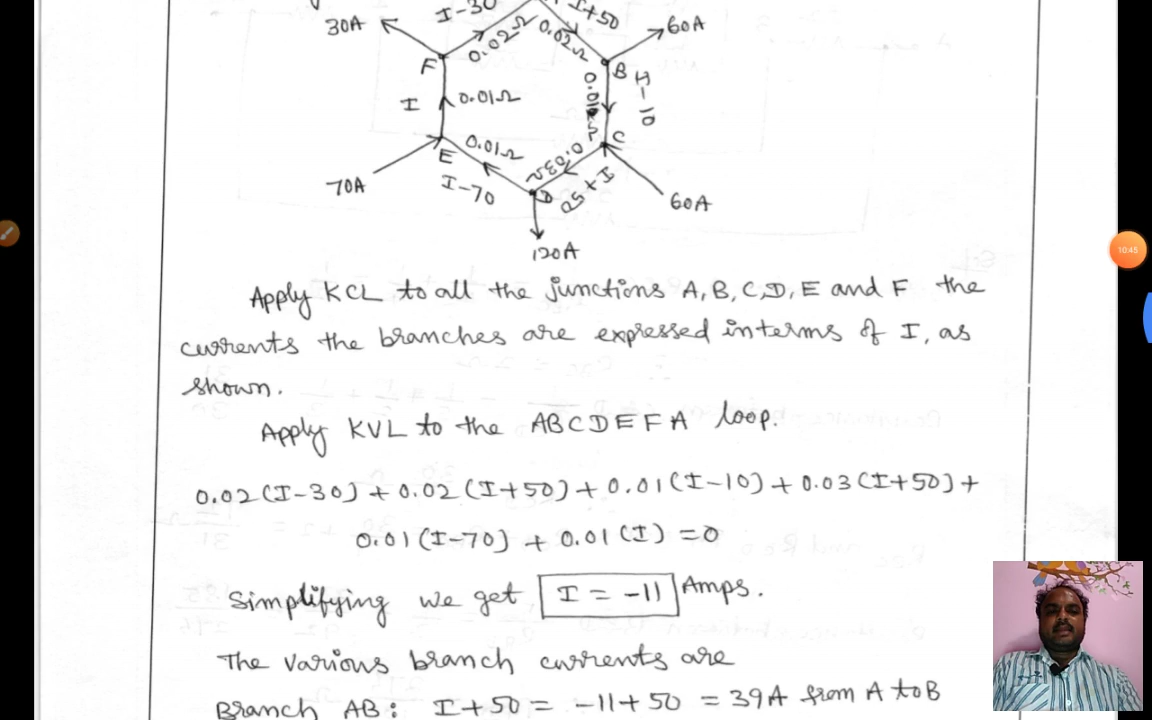 I-30
I+50
30A
60A
0.02Ω
0.02Ω
F
B
I-10
I
0.01Ω
C
E
0.01Ω
0.03Ω
I+50
70A
I-70
D
60A
120A
Apply KCL to all the junctions A, B, C, D, E and F the
currents the branches are expressed interms of I, as
shown.
Apply KVL to the ABCDEFA loop.
0.02(I-30) + 0.02(I+50) + 0.01(I-10) + 0.03(I+50) +
0.01(I-70) + 0.01(I) = 0
Simplifying we get I = -11 Amps.
The various branch currents are
Branch AB: I+50 = -11+50 = 39A from A to B
10:45